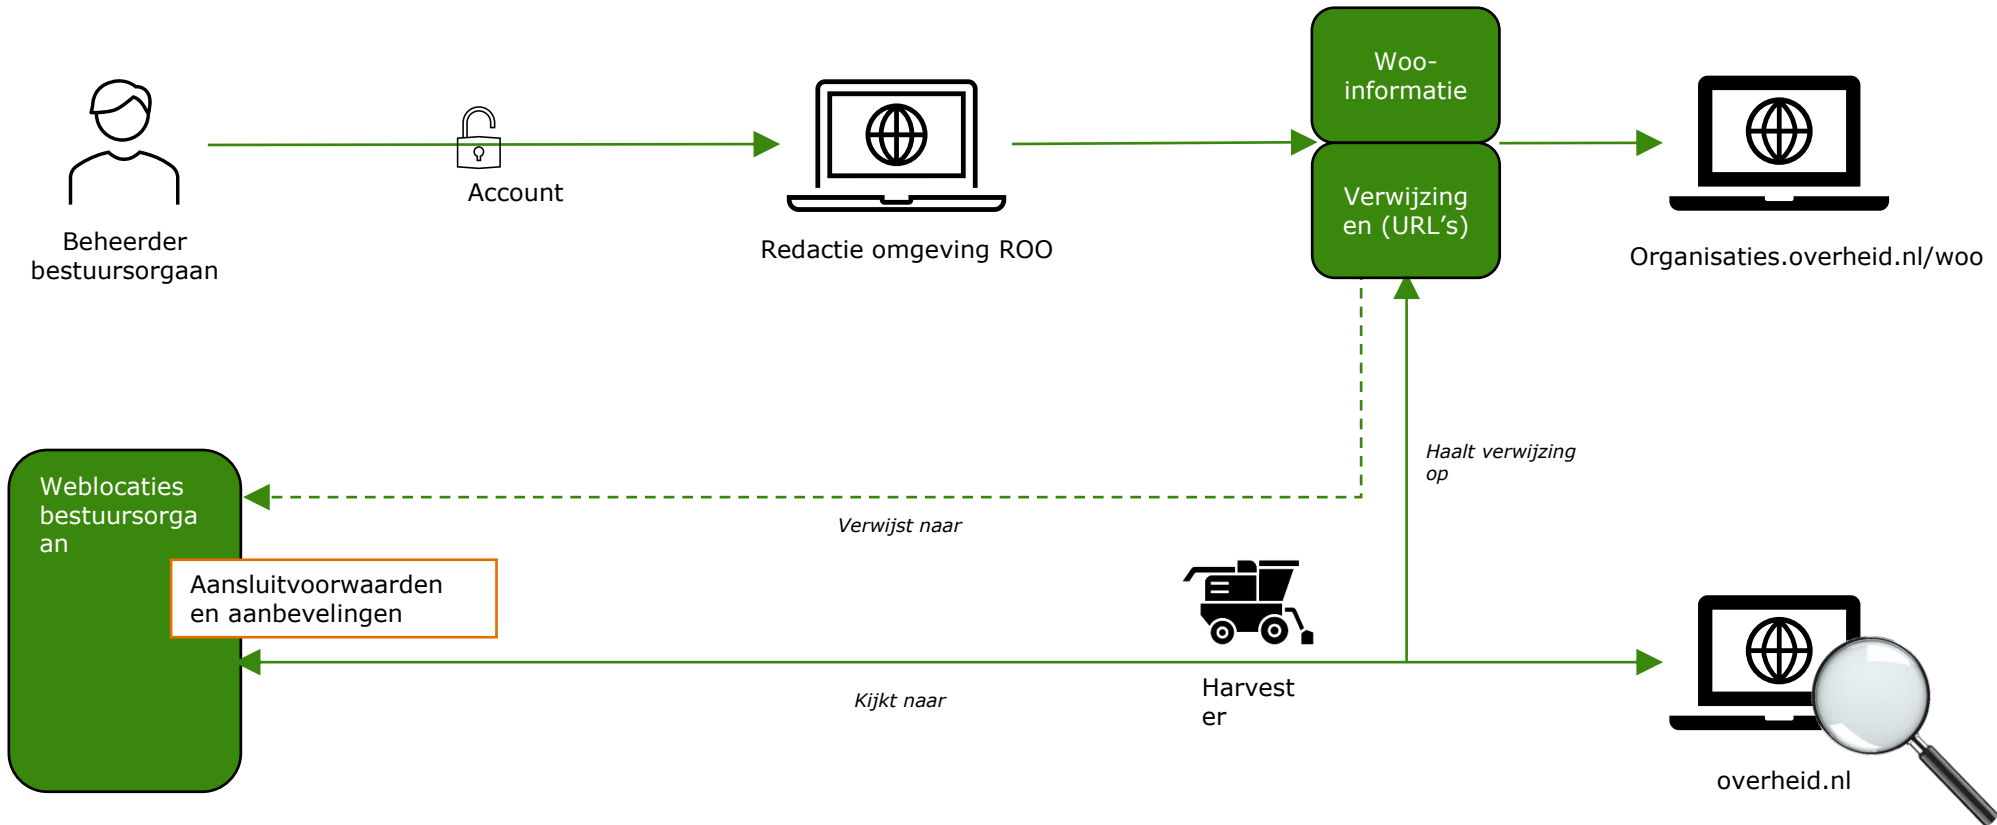 Woo-
informatie
Verwijzing
en (URL’s)
Account
Beheerder
bestuursorgaan
Redactie omgeving ROO
Organisaties.overheid.nl/woo
Haalt verwijzing
op
Weblocaties
bestuursorga
an
Verwijst naar
Aansluitvoorwaarden
en aanbevelingen
Kijkt naar
Harvest
er
overheid.nl